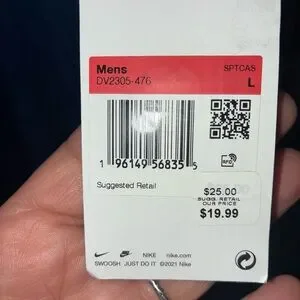 Mens SPTCAS
DV2305-476 L
1 96149 56835 5
RFID
Suggested Retail
$25.00
SUGG. RETAIL
OUR PRICE
$19.99
NIKE nike.com
SWOOSH JUST DO IT ©2021 Nike